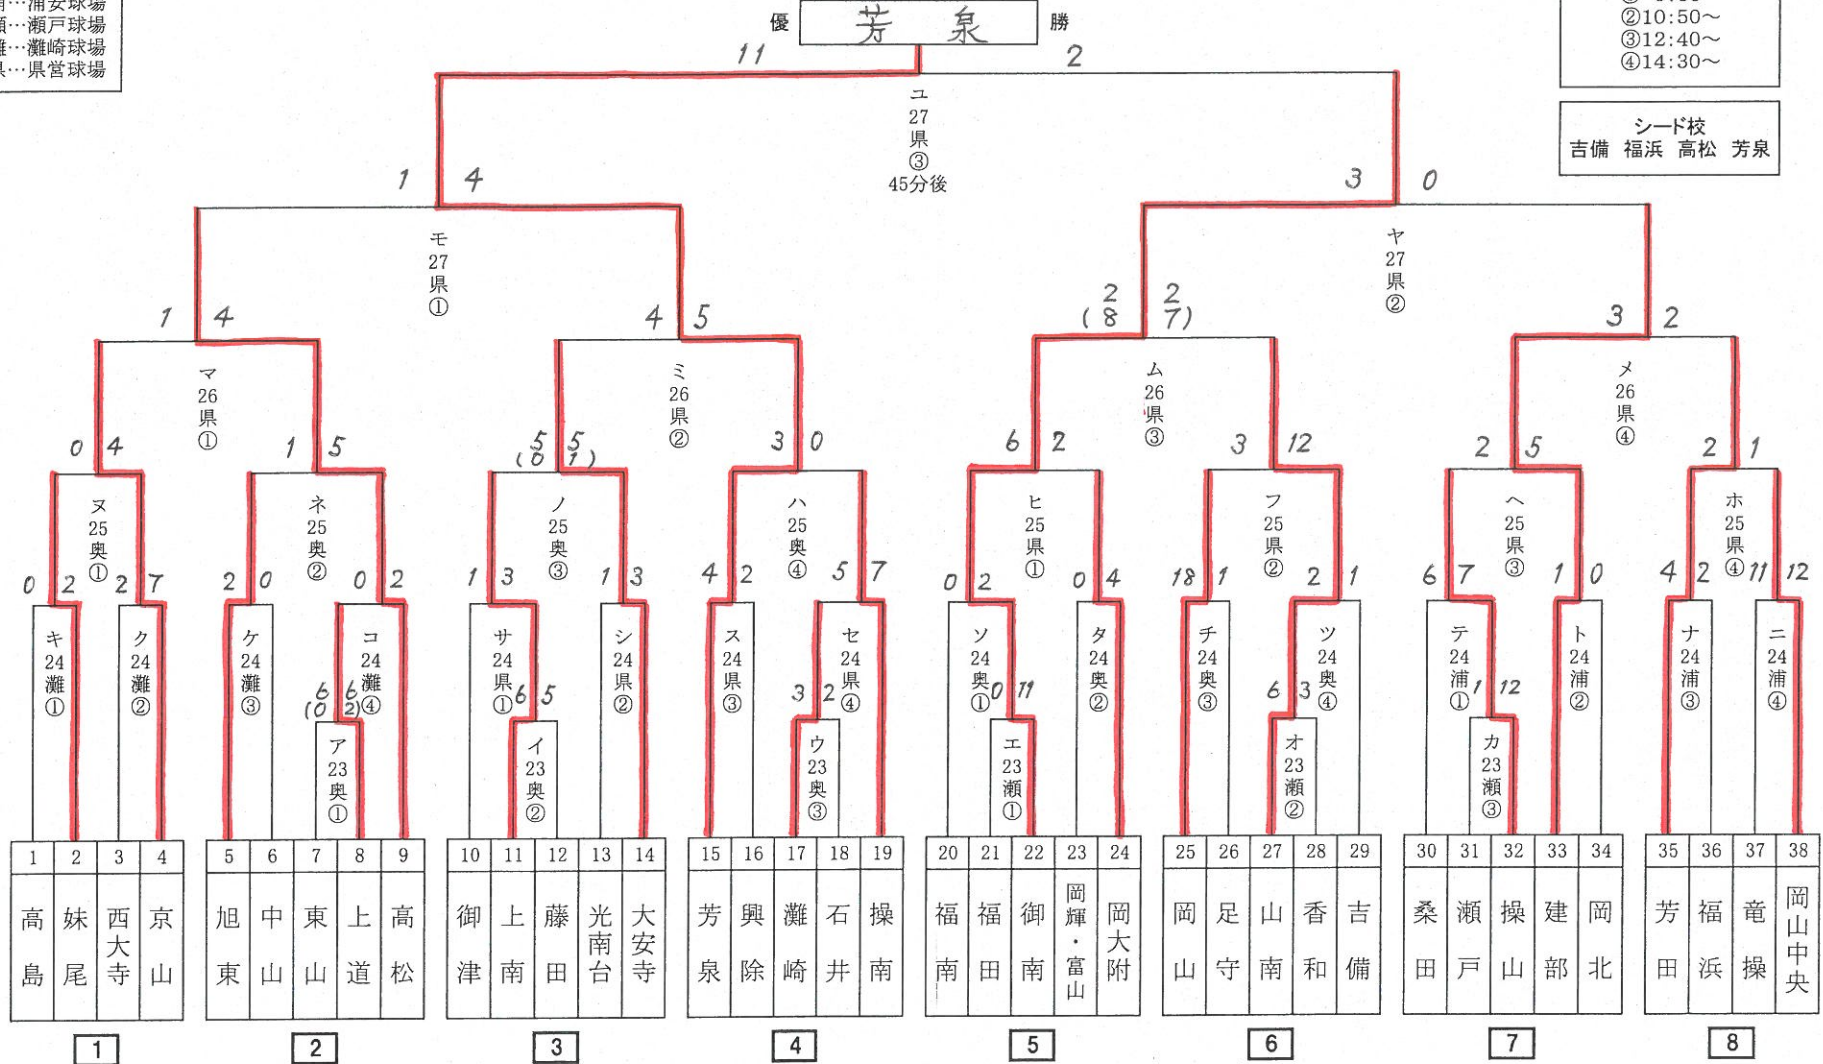 …浦安球場
…瀬戸球場
…灘崎球場
…県営球場
優 芳泉 勝
②10:50～
③12:40～
④14:30～
シード校
吉備 福浜 高松 芳泉
11 2
ユ 27 県 ③ 45分後
1 4 3 0
モ 27 県 ①
ヤ 27 県 ②
1 4 4 5 2 2 3 2
(8 7)
マ 26 県 ①
ミ 26 県 ②
ム 26 県 ③
メ 26 県 ④
0 4 1 5 5 5 3 0 6 2 3 12 2 5 2 1
(0 1)
ヌ 25 奥 ①
ネ 25 奥 ②
ノ 25 奥 ③
ハ 25 奥 ④
ヒ 25 県 ①
フ 25 県 ②
ヘ 25 県 ③
ホ 25 県 ④
0 2 2 7 2 0 0 2 1 3 1 3 4 2 5 7 0 2 0 4 18 1 2 1 6 7 1 0 4 2 11 12
キ 24 灘 ①
ク 24 灘 ②
ケ 24 灘 ③
コ 24 灘 ④
サ 24 県 ①
シ 24 県 ②
ス 24 県 ③
セ 24 県 ④
ソ 24 奥 ①
タ 24 奥 ②
チ 24 奥 ③
ツ 24 奥 ④
テ 24 浦 ①
ト 24 浦 ②
ナ 24 浦 ③
ニ 24 浦 ④
6 6 6 5 3 2 0 11 6 3 1 12
(0 2)
ア 23 奥 ①
イ 23 奥 ②
ウ 23 奥 ③
エ 23 瀬 ①
オ 23 瀬 ②
カ 23 瀬 ③
1 2 3 4 5 6 7 8 9 10 11 12 13 14 15 16 17 18 19 20 21 22 23 24 25 26 27 28 29 30 31 32 33 34 35 36 37 38
高島
妹尾
西大寺
京山
旭東
中山
東山
上道
高松
御津
上南
藤田
光南台
大安寺
芳泉
興除
灘崎
石井
操南
福南
福田
御南
岡輝・富山
岡大附
岡山
足守
山南
香和
吉備
桑田
瀬戸
操山
建部
岡北
芳田
福浜
竜操
岡山中央
1 2 3 4 5 6 7 8